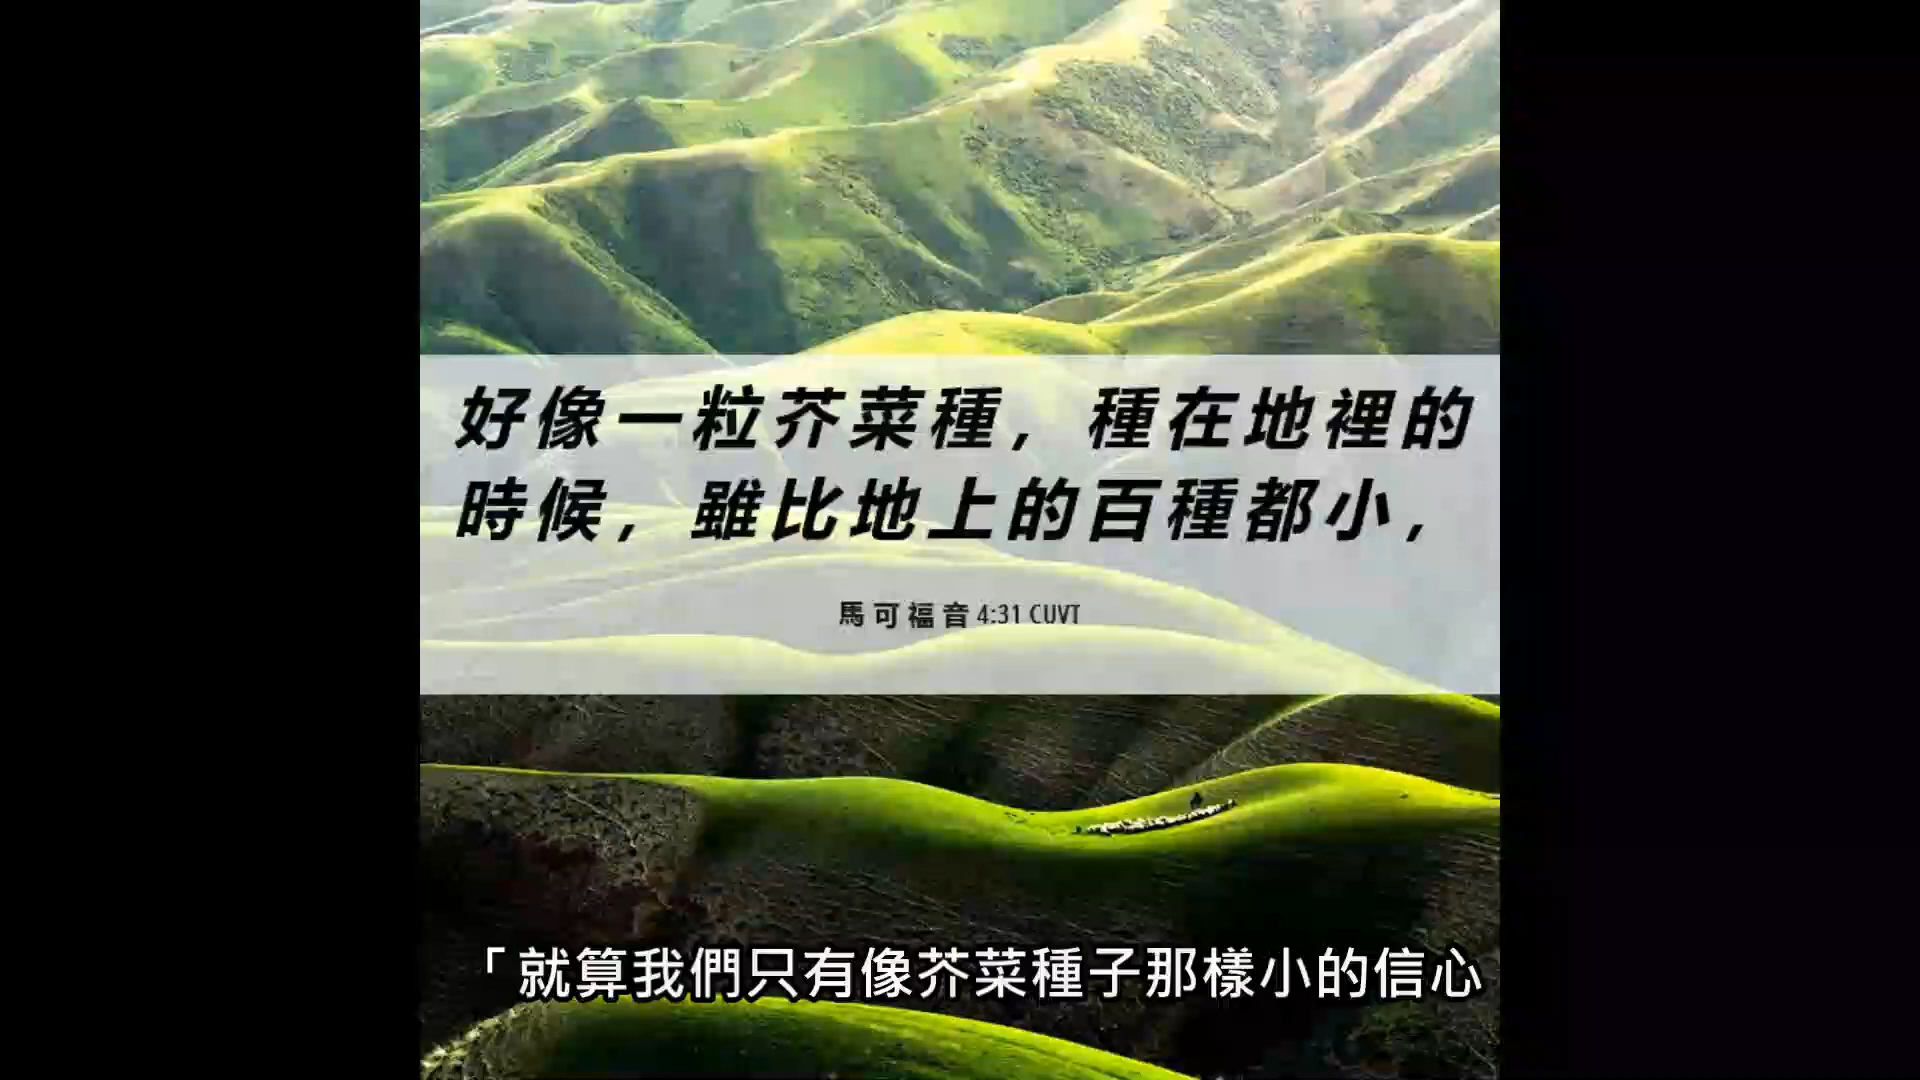 好像一粒芥菜種，種在地裡的
時候，雖比地上的百種都小，
馬可福音 4:31 CUVT
「就算我們只有像芥菜種子那樣小的信心